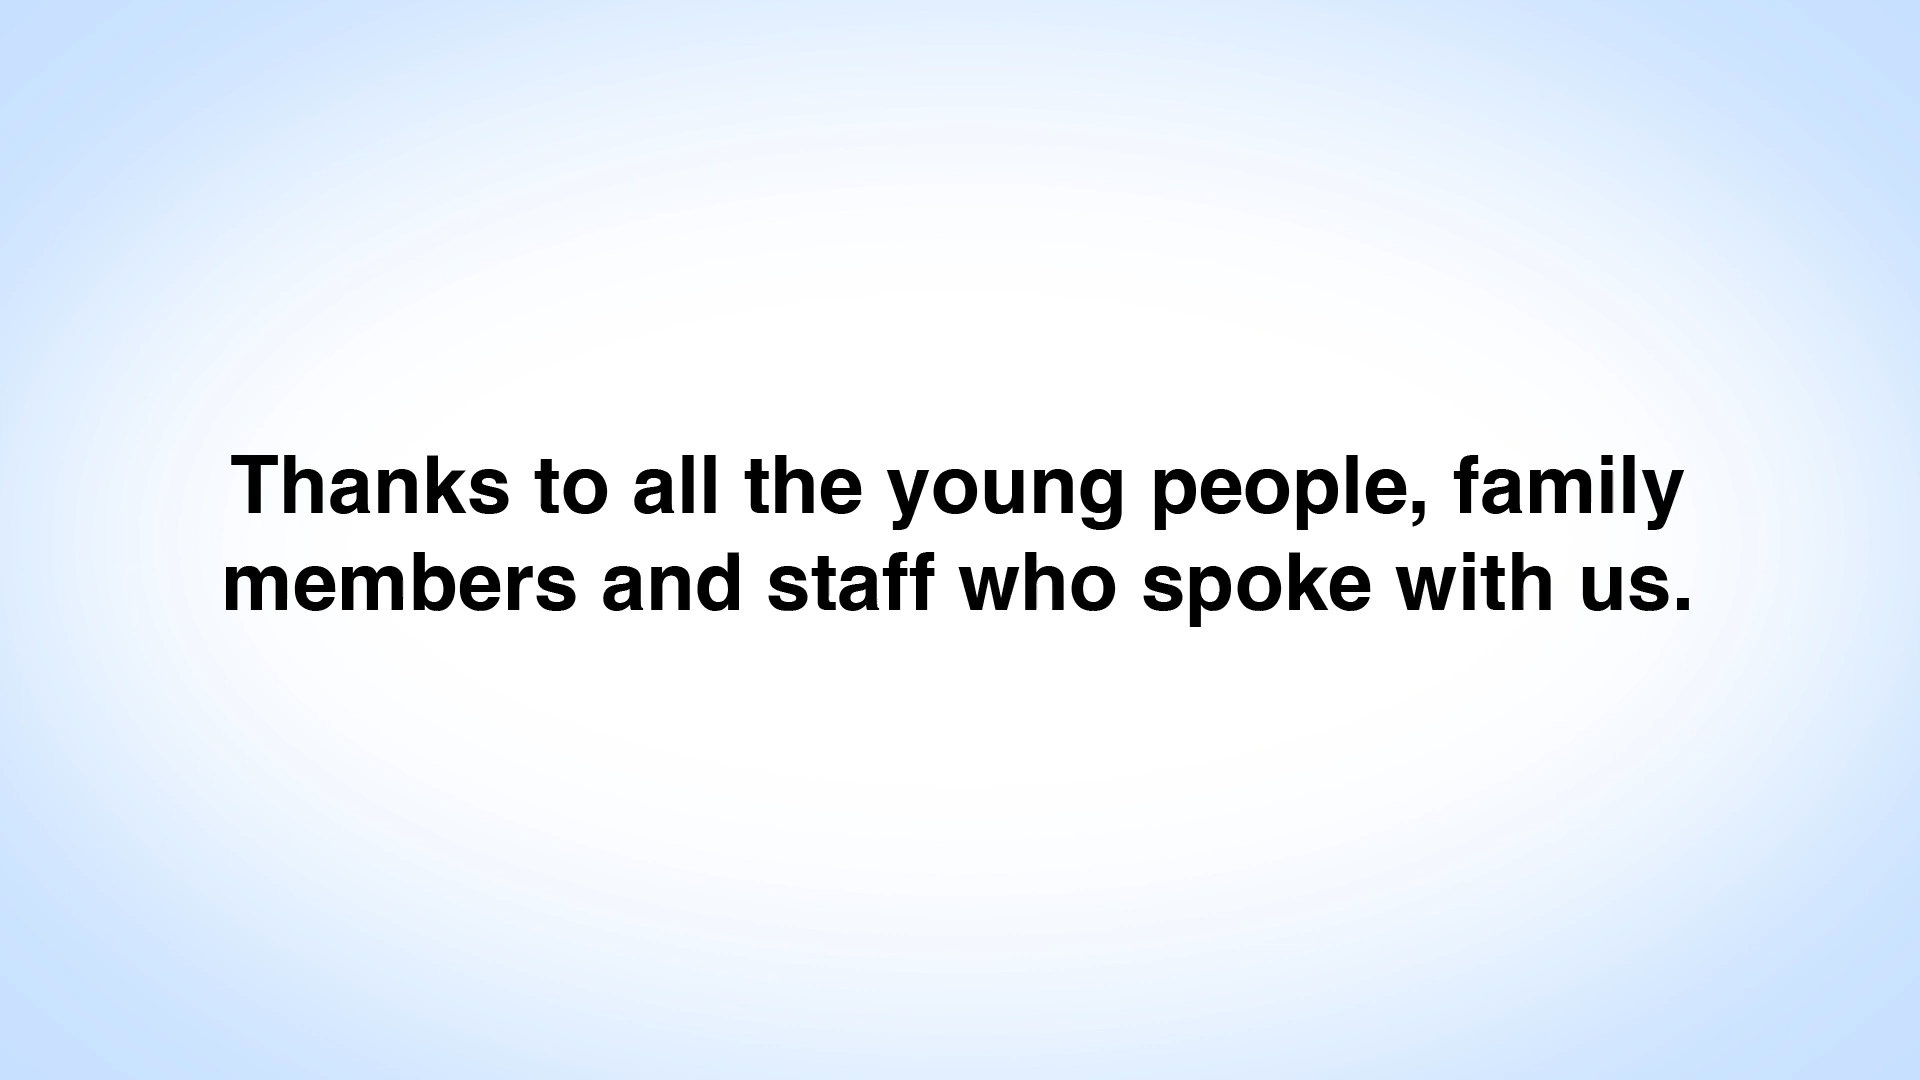 Thanks to all the young people, family
members and staff who spoke with us.